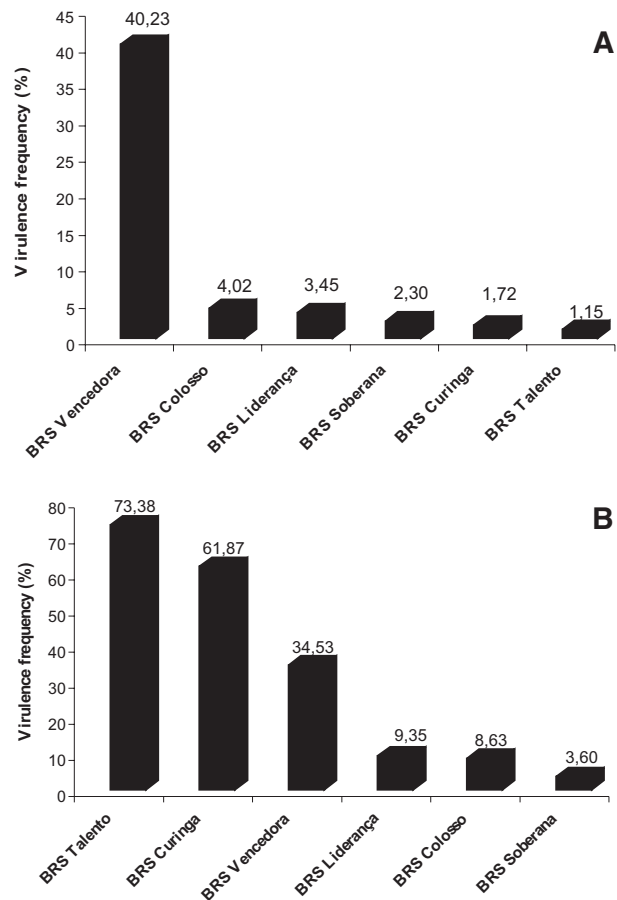 A
Virulence frequency (%)
45
40
35
30
25
20
15
10
5
0
40,23
4,02
3,45
2,30
1,72
1,15
BRS Vencedora
BRS Colosso
BRS Liderança
BRS Soberana
BRS Curinga
BRS Talento
B
Virulence frequency (%)
80
70
60
50
40
30
20
10
0
73,38
61,87
34,53
9,35
8,63
3,60
BRS Talento
BRS Curinga
BRS Vencedora
BRS Liderança
BRS Colosso
BRS Soberana